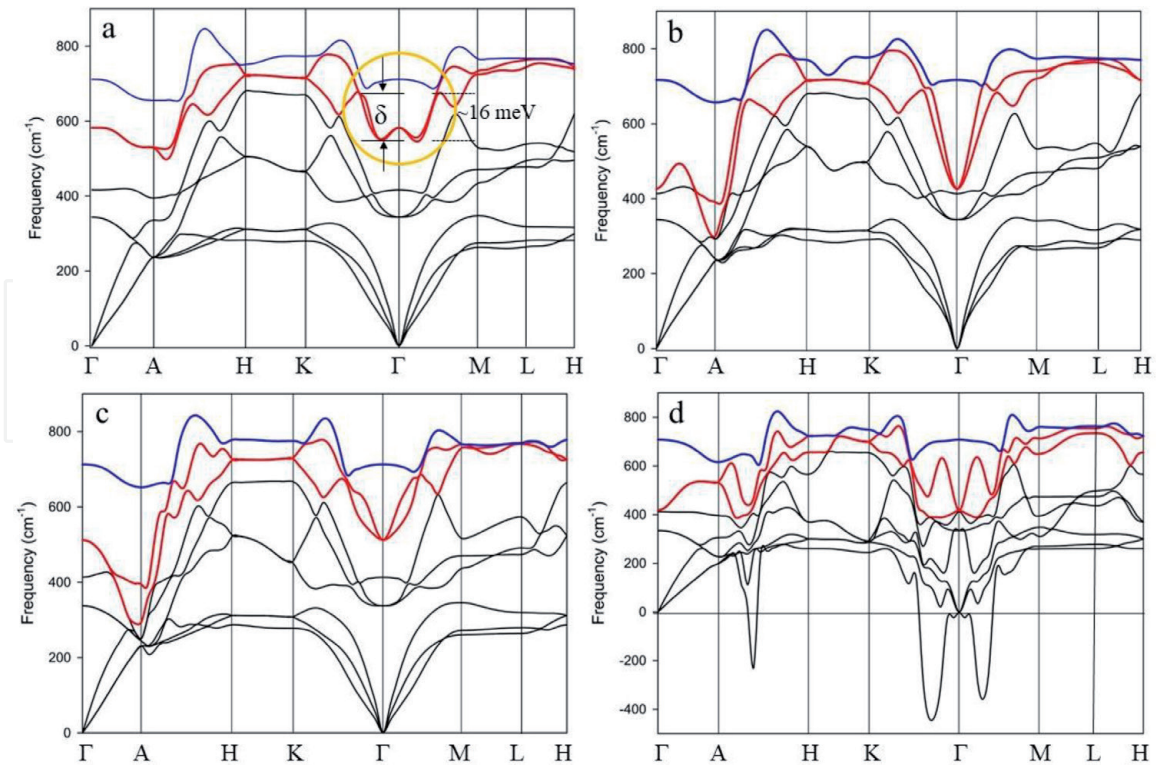 a
800
600
400
200
0
Frequency (cm⁻¹)
δ
~16 meV
Γ A H K Γ M L H
b
800
600
400
200
0
Frequency (cm⁻¹)
Γ A H K Γ M L H
c
800
600
400
200
0
Frequency (cm⁻¹)
Γ A H K Γ M L H
d
800
600
400
200
0
-200
-400
Frequency (cm⁻¹)
Γ A H K Γ M L H